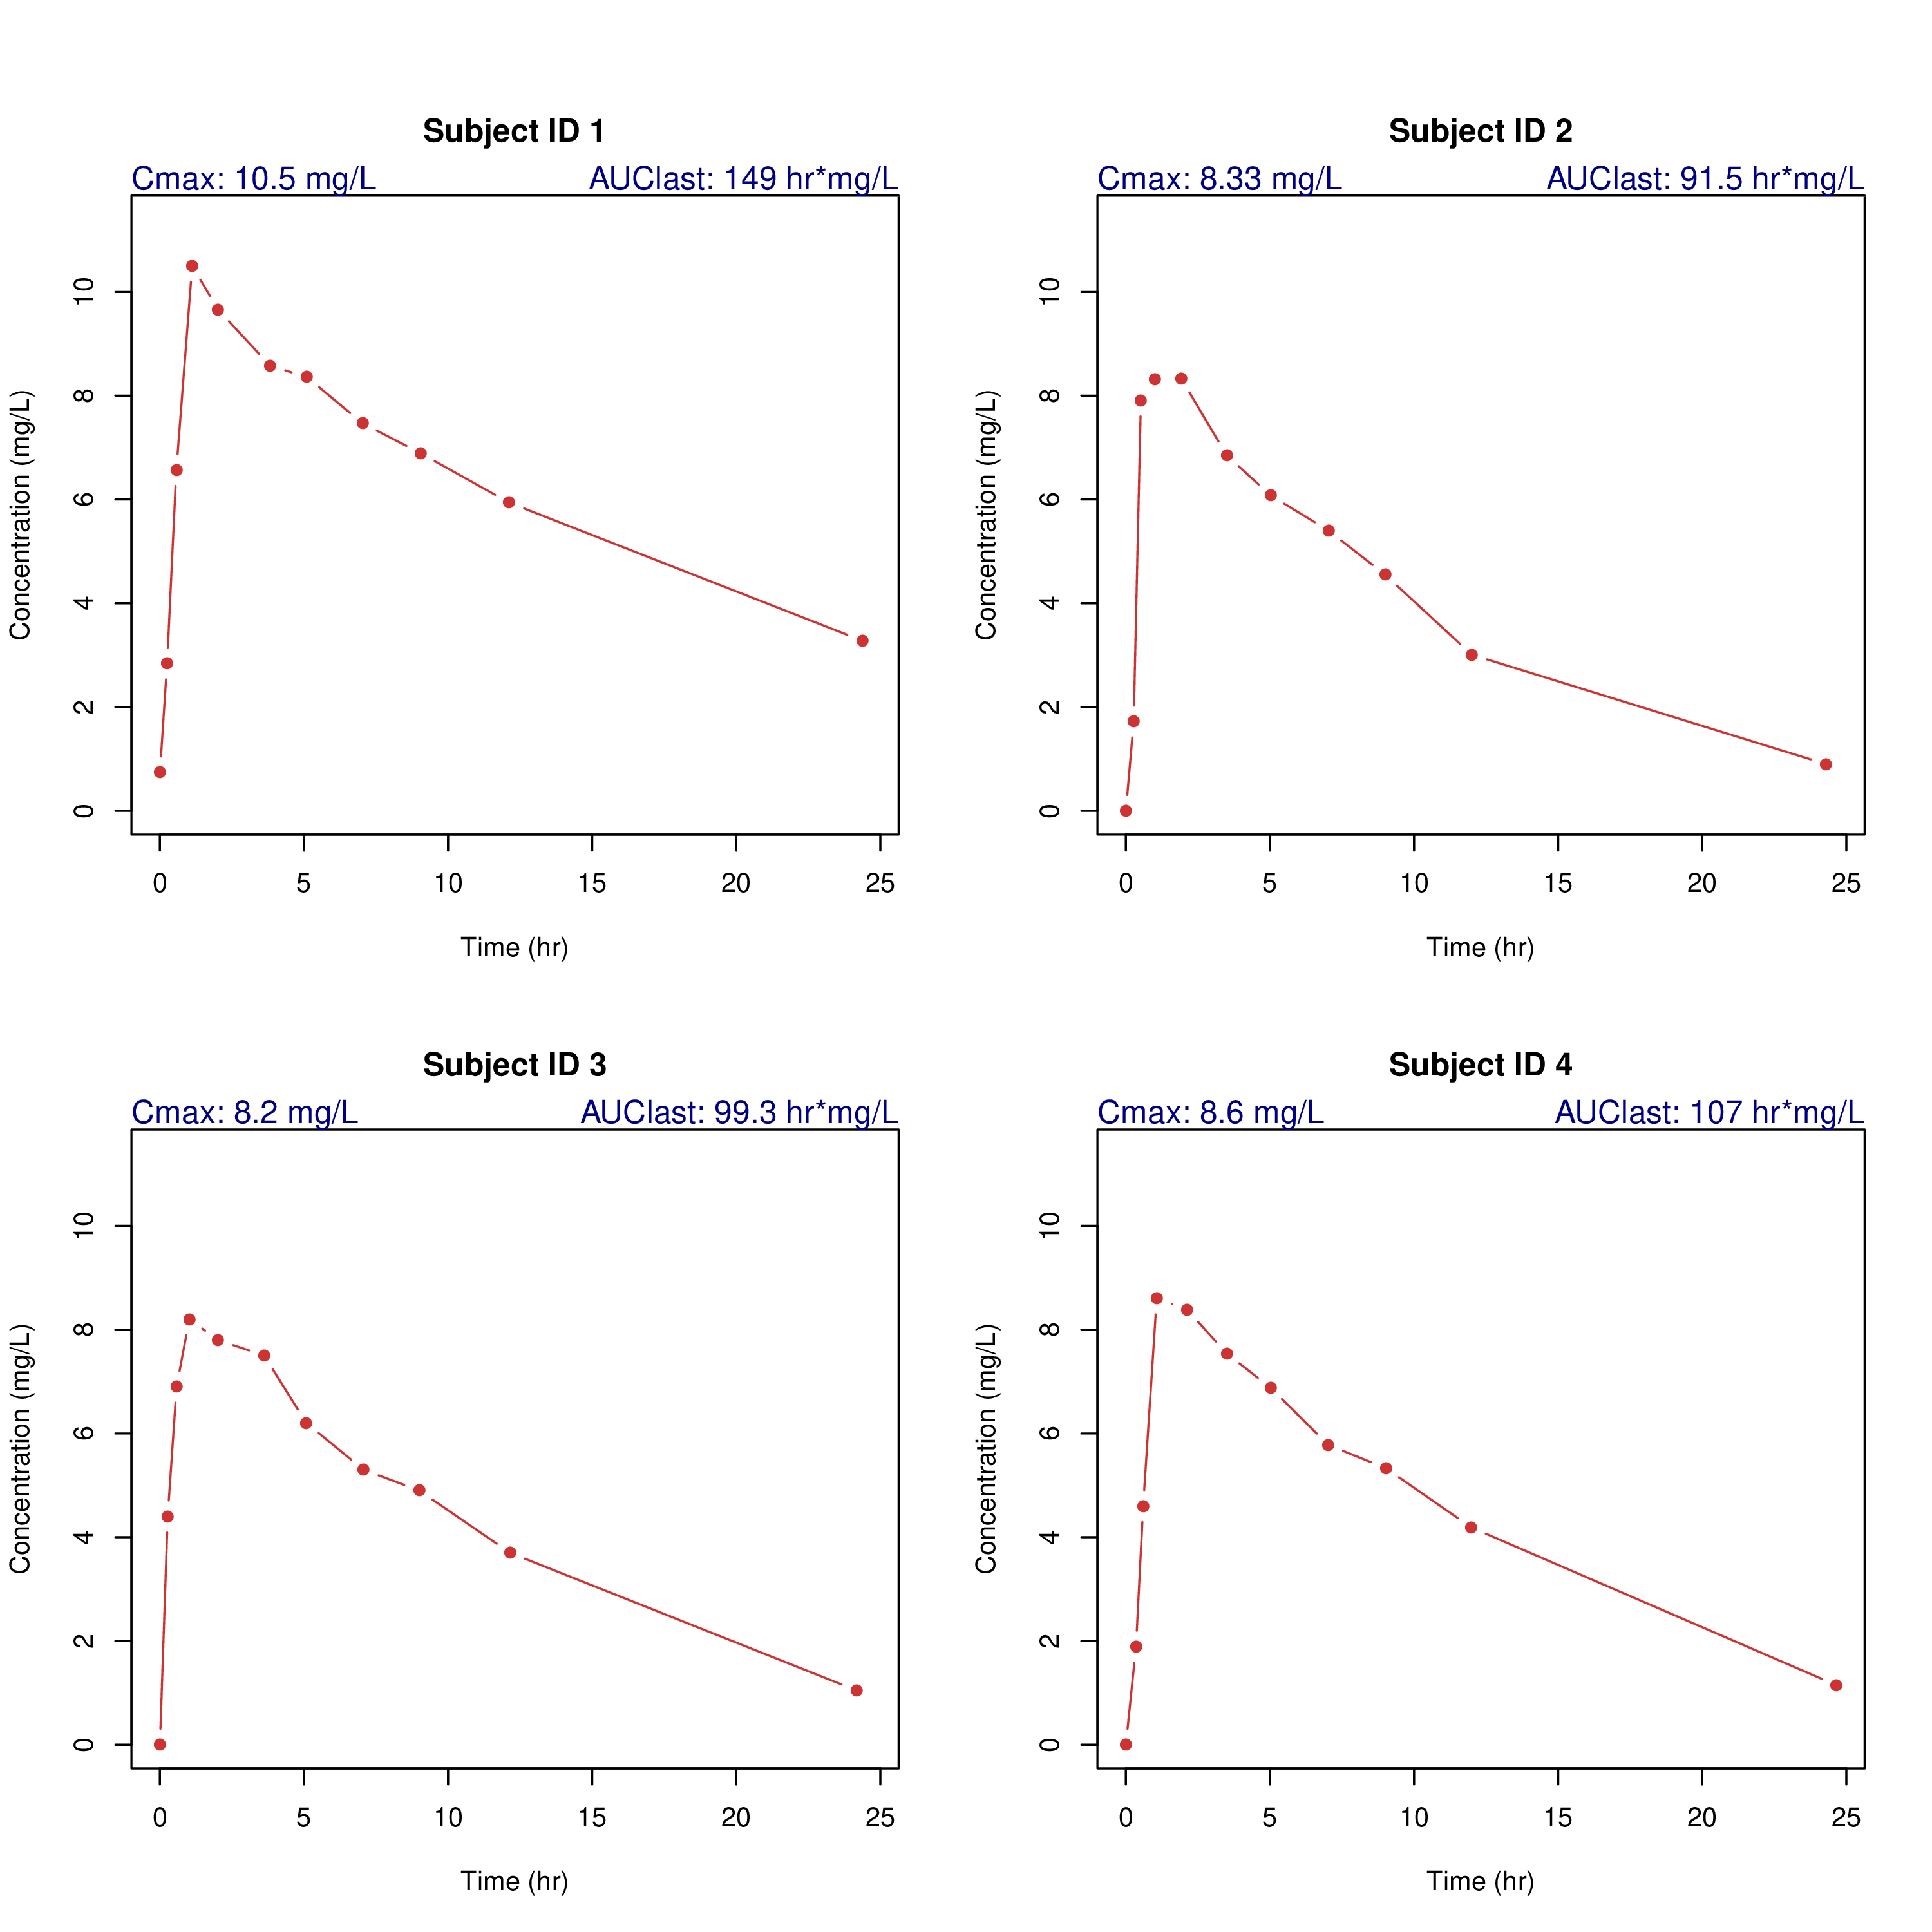 Subject ID 1
Cmax: 10.5 mg/L AUClast: 149 hr*mg/L
Concentration (mg/L)
10
8
6
4
2
0
0 5 10 15 20 25
Time (hr)
Subject ID 2
Cmax: 8.33 mg/L AUClast: 91.5 hr*mg/L
Concentration (mg/L)
10
8
6
4
2
0
0 5 10 15 20 25
Time (hr)
Subject ID 3
Cmax: 8.2 mg/L AUClast: 99.3 hr*mg/L
Concentration (mg/L)
10
8
6
4
2
0
0 5 10 15 20 25
Time (hr)
Subject ID 4
Cmax: 8.6 mg/L AUClast: 107 hr*mg/L
Concentration (mg/L)
10
8
6
4
2
0
0 5 10 15 20 25
Time (hr)